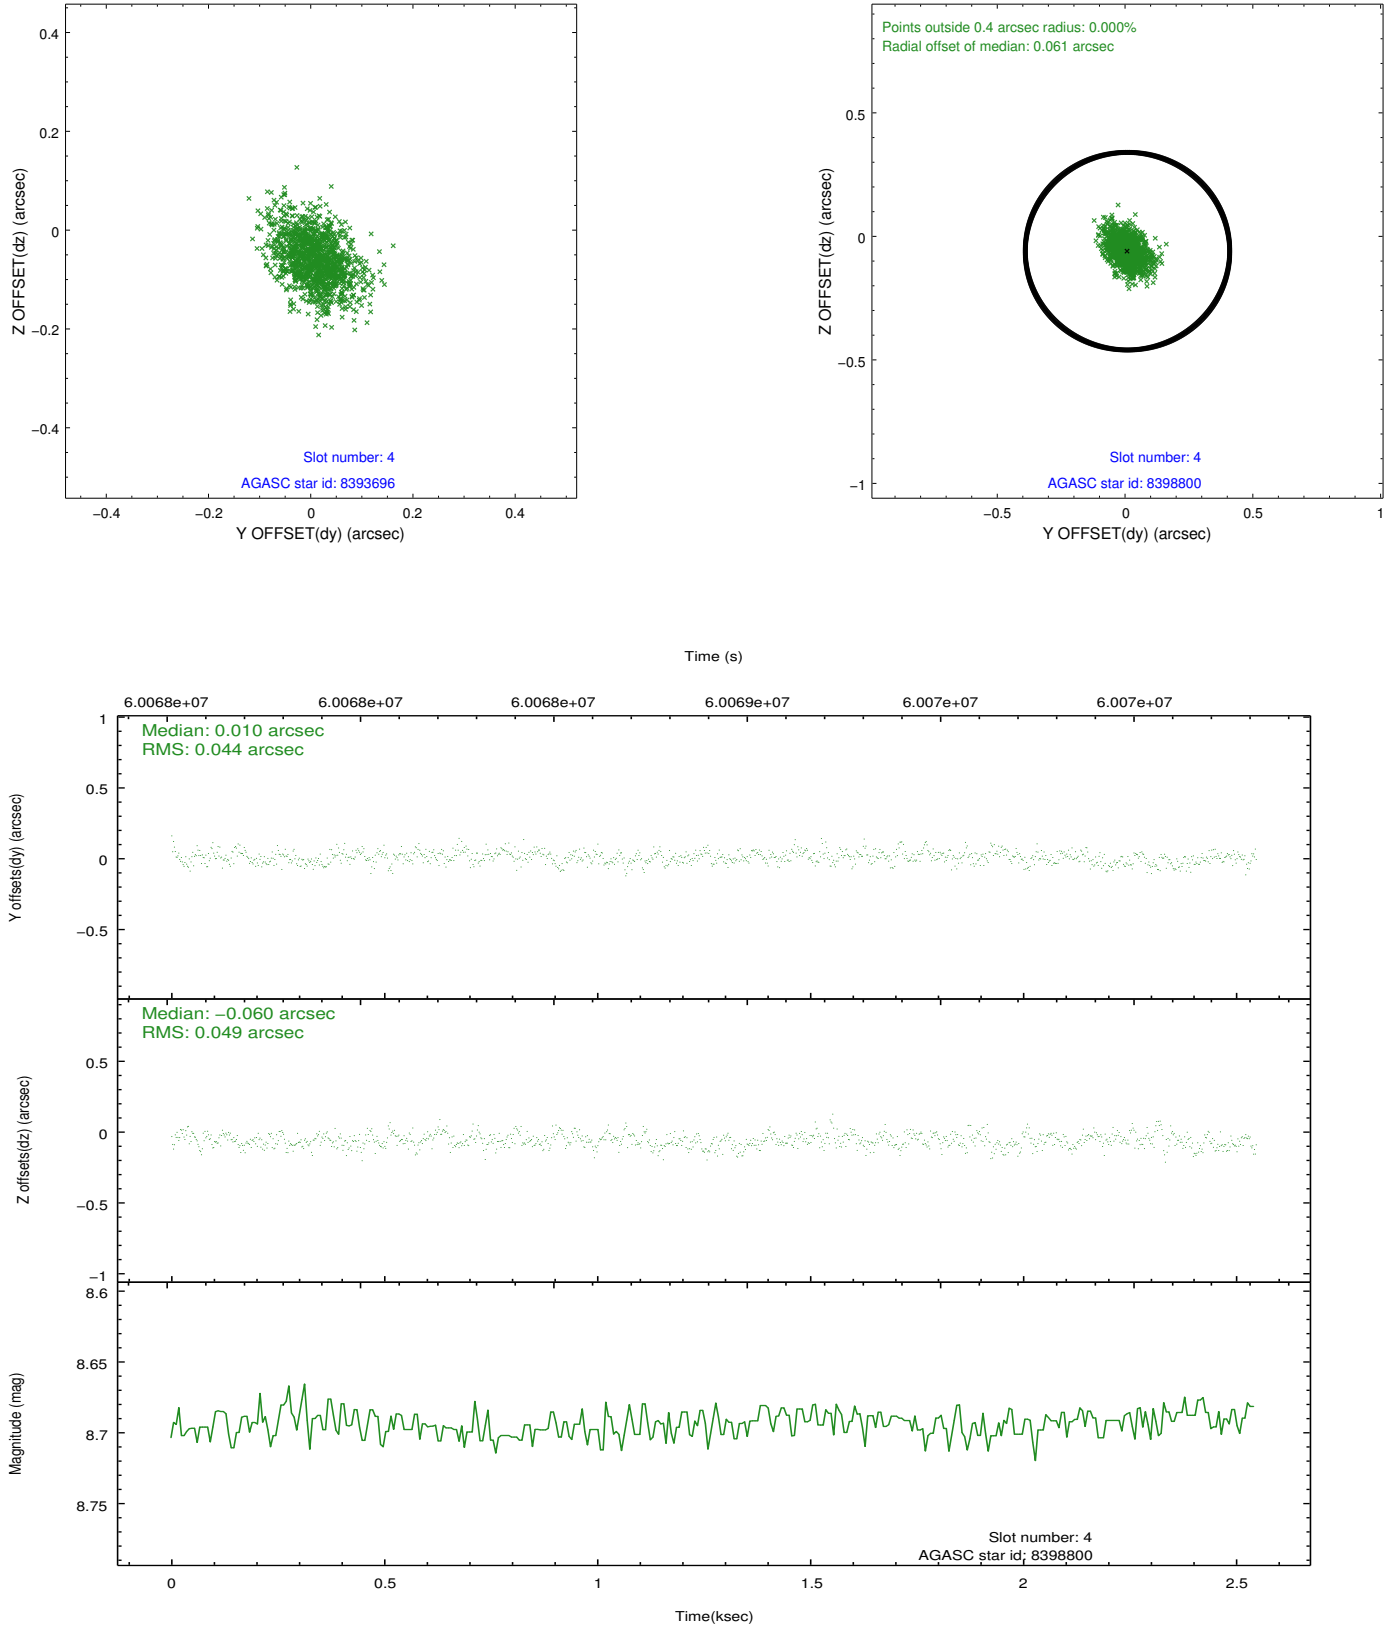 0.4
0.2
0
−0.2
−0.4
Z OFFSET(dz) (arcsec)
Slot number: 4
AGASC star id: 8393696
−0.4
−0.2
0
0.2
0.4
Y OFFSET(dy) (arcsec)
Points outside 0.4 arcsec radius: 0.000%
Radial offset of median: 0.061 arcsec
0.5
0
−0.5
−1
Z OFFSET(dz) (arcsec)
Slot number: 4
AGASC star id: 8398800
−0.5
0
0.5
1
Y OFFSET(dy) (arcsec)
Time (s)
6.0068e+07
6.0068e+07
6.0068e+07
6.0069e+07
6.007e+07
6.007e+07
Median: 0.010 arcsec
RMS: 0.044 arcsec
1
0.5
0
−0.5
Y offsets(dy) (arcsec)
Median: −0.060 arcsec
RMS: 0.049 arcsec
0.5
0
−0.5
−1
Z offsets(dz) (arcsec)
8.6
8.65
8.7
8.75
Magnitude (mag)
Slot number: 4
AGASC star id: 8398800
0
0.5
1
1.5
2
2.5
Time(ksec)